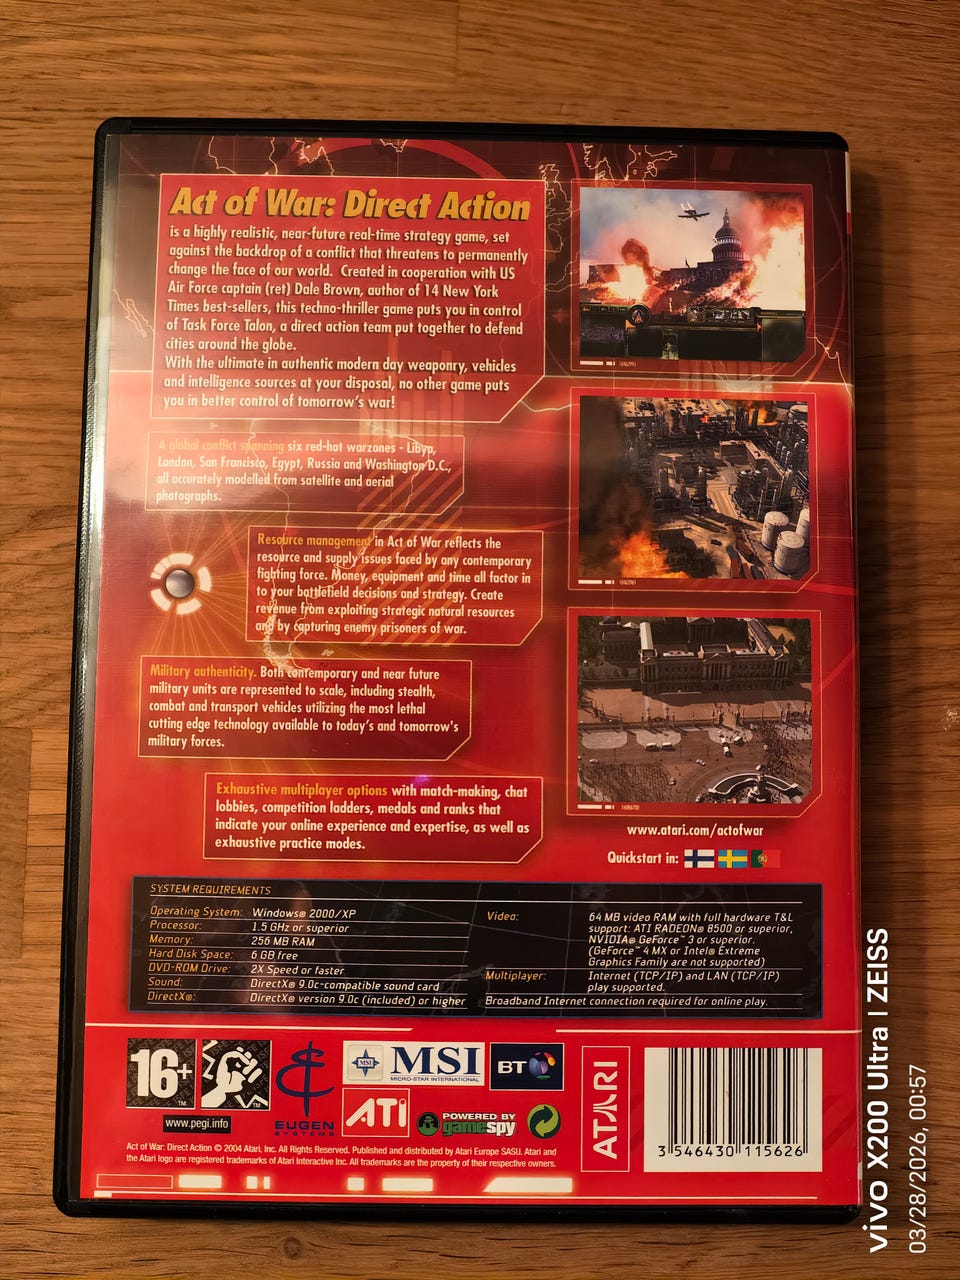 Act of War: Direct Action
is a highly realistic, near-future real-time strategy game, set
against the backdrop of a conflict that threatens to permanently
change the face of our world. Created in cooperation with US
Air Force captain (ret) Dale Brown, author of 14 New York
Times best-sellers, this techno-thriller game puts you in control
of Task Force Talon, a direct action team put together to defend
cities around the globe.
With the ultimate in authentic modern day weaponry, vehicles
and intelligence sources at your disposal, no other game puts
you in better control of tomorrow's war!
A global conflict spanning six red-hot warzones - Libya,
London, San Francisco, Egypt, Russia and Washington D.C.,
all accurately modelled from satellite and aerial
photographs.
Resource management in Act of War reflects the
resource and supply issues faced by any contemporary
fighting force. Money, equipment and time all factor in
to your battlefield decisions and strategy. Create
revenue from exploiting strategic natural resources
and by capturing enemy prisoners of war.
Military authenticity. Both contemporary and near future
military units are represented to scale, including stealth,
combat and transport vehicles utilizing the most lethal
cutting edge technology available to today's and tomorrow's
military forces.
Exhaustive multiplayer options with match-making, chat
lobbies, competition ladders, medals and ranks that
indicate your online experience and expertise, as well as
exhaustive practice modes.
www.atari.com/actofwar
Quickstart in:
SYSTEM REQUIREMENTS
Operating System: Windows® 2000/XP
Processor: 1.5 GHz or superior
Memory: 256 MB RAM
Hard Disk Space: 6 GB free
DVD-ROM Drive: 2X Speed or faster
Sound: DirectX® 9.0c-compatible sound card
DirectX®: DirectX® version 9.0c (included) or higher
Video: 64 MB video RAM with full hardware T&L
support: ATI RADEON® 8500 or superior,
NVIDIA® GeForce™ 3 or superior.
(GeForce™ 4 MX or Intel® Extreme
Graphics Family are not supported)
Multiplayer: Internet (TCP/IP) and LAN (TCP/IP)
play supported.
Broadband Internet connection required for online play.
16+
TM
TM
www.pegi.info
EUGEN
SYSTEMS
MSI
MSI
MICRO-STAR INTERNATIONAL
BT
ATI
POWERED BY
gamespy
ATARI
3 546430 115626
Act of War: Direct Action © 2004 Atari, Inc. All Rights Reserved. Published and distributed by Atari Europe SASU. Atari and
the Atari logo are registered trademarks of Atari Interactive Inc. All trademarks are the property of their respective owners.
vivo X200 Ultra | ZEISS
03/28/2026, 00:57